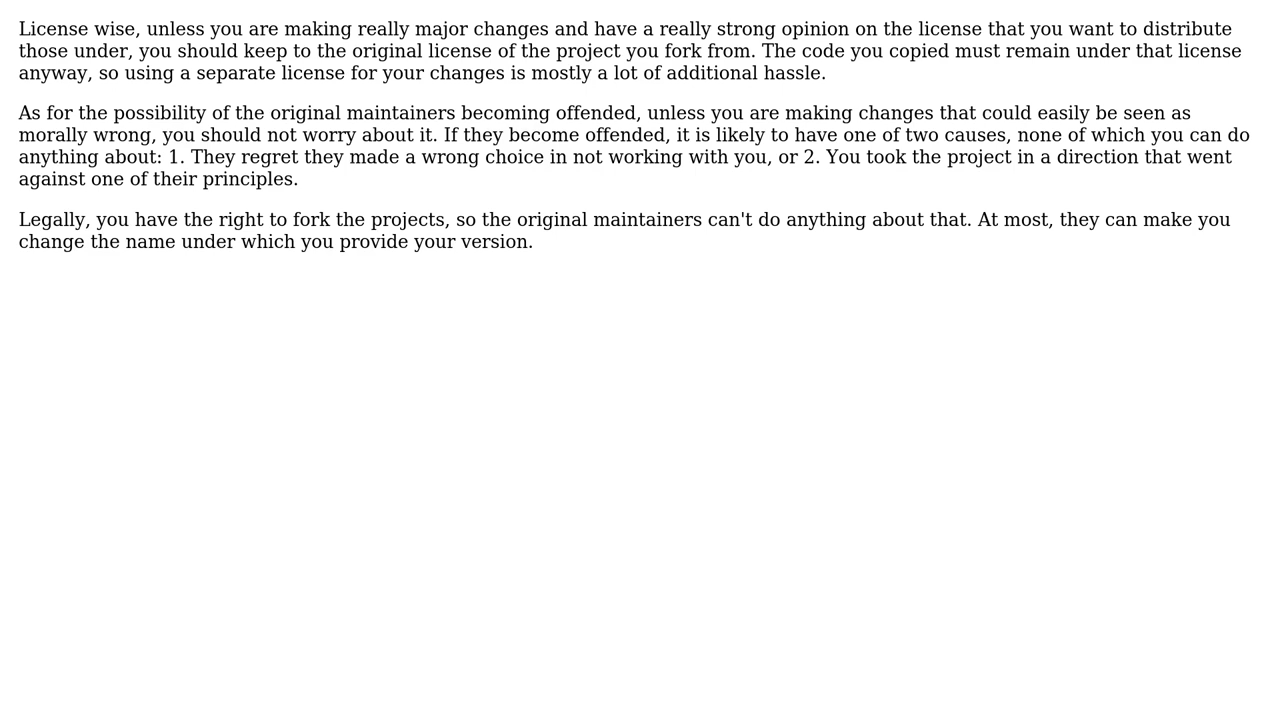 License wise, unless you are making really major changes and have a really strong opinion on the license that you want to distribute
those under, you should keep to the original license of the project you fork from. The code you copied must remain under that license
anyway, so using a separate license for your changes is mostly a lot of additional hassle.
As for the possibility of the original maintainers becoming offended, unless you are making changes that could easily be seen as
morally wrong, you should not worry about it. If they become offended, it is likely to have one of two causes, none of which you can do
anything about: 1. They regret they made a wrong choice in not working with you, or 2. You took the project in a direction that went
against one of their principles.
Legally, you have the right to fork the projects, so the original maintainers can't do anything about that. At most, they can make you
change the name under which you provide your version.